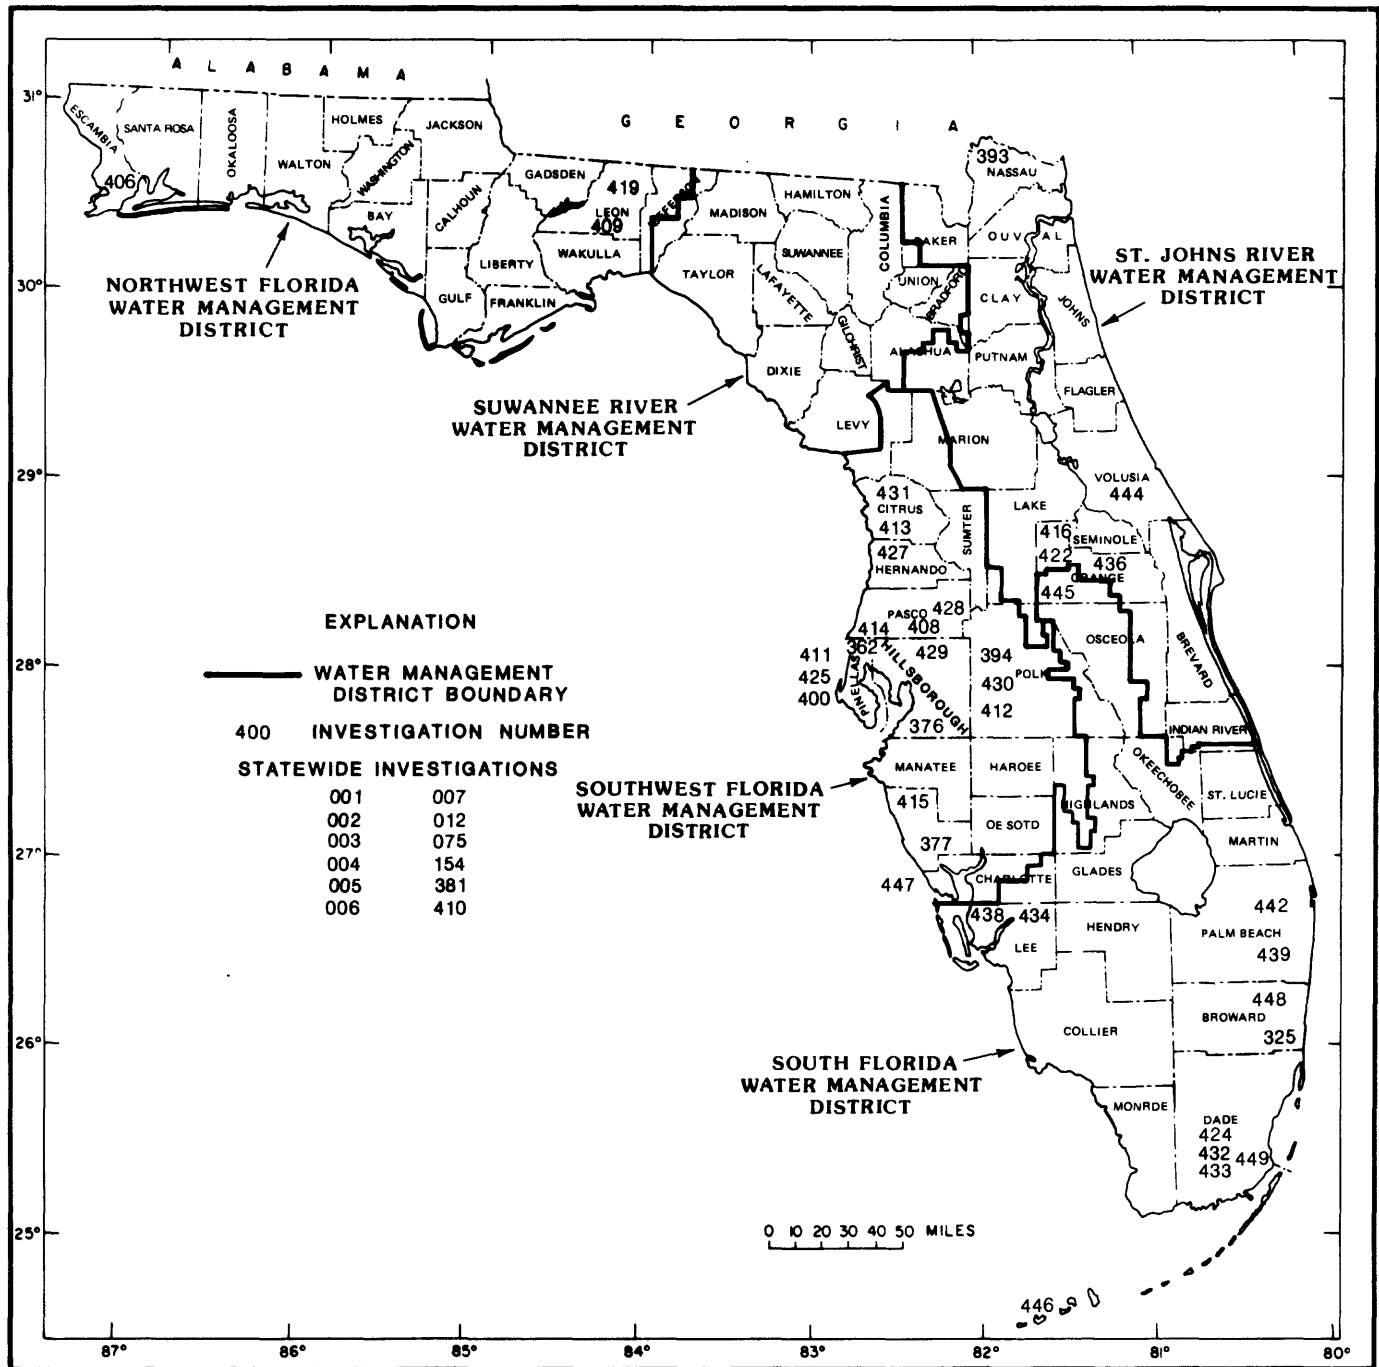 A L A B A M A
G E O R G I A
31°
30°
29°
28°
27°
26°
25°
ESCAMBIA
SANTA ROSA
OKALOOSA
WALTON
HOLMES
WASHINGTON
JACKSON
BAY
CALHOUN
GULF
LIBERTY
FRANKLIN
GADSDEN
LEON
WAKULLA
MADISON
TAYLOR
HAMILTON
SUWANNEE
LAFAYETTE
DIXIE
GILCHRIST
COLUMBIA
UNION
BRADFORD
NASSAU
CLAY
PUTNAM
JOHNS
FLAGLER
LEVY
MARION
VOLUSIA
406
419
409
393
NORTHWEST FLORIDA
WATER MANAGEMENT
DISTRICT
SUWANNEE RIVER
WATER MANAGEMENT
DISTRICT
ST. JOHNS RIVER
WATER MANAGEMENT
DISTRICT
444
431
CITRUS
413
427
HERNANDO
SUMTER
LAKE
416
422
SEMINOLE
436
ORANGE
445
OSCEOLA
BREVARD
PASCO
428
408
414
362
429
411
425
400
PINELLAS
HILLSBOROUGH
376
394
POLK
430
412
INDIAN RIVER
OKEECHOBEE
ST. LUCIE
MARTIN
EXPLANATION
WATER MANAGEMENT
DISTRICT BOUNDARY
400 INVESTIGATION NUMBER
STATEWIDE INVESTIGATIONS
001 007
002 012
003 075
004 154
005 381
006 410
SOUTHWEST FLORIDA
WATER MANAGEMENT
DISTRICT
MANATEE
HAROEE
415
OE SOTD
HIGHLANDS
377
447
CHARLOTTE
GLADES
438
434
LEE
HENDRY
442
PALM BEACH
439
448
BROWARD
325
COLLIER
SOUTH FLORIDA
WATER MANAGEMENT
DISTRICT
MONRDE
DADE
424
432
449
433
446
0 10 20 30 40 50 MILES
87° 86° 85° 84° 83° 82° 81° 80°